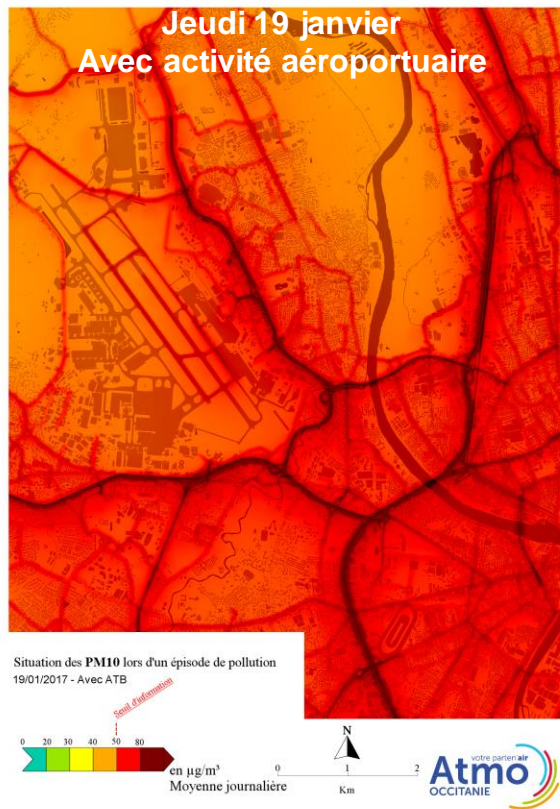 Jeudi 19 janvier
Avec activité aéroportuaire
Situation des PM10 lors d'un épisode de pollution
19/01/2017 - Avec ATB
Seuil d'information
0 20 30 40 50 80
en µg/m³
Moyenne journalière
N
0 1 2
Km
votre parten'air
Atmo
OCCITANIE